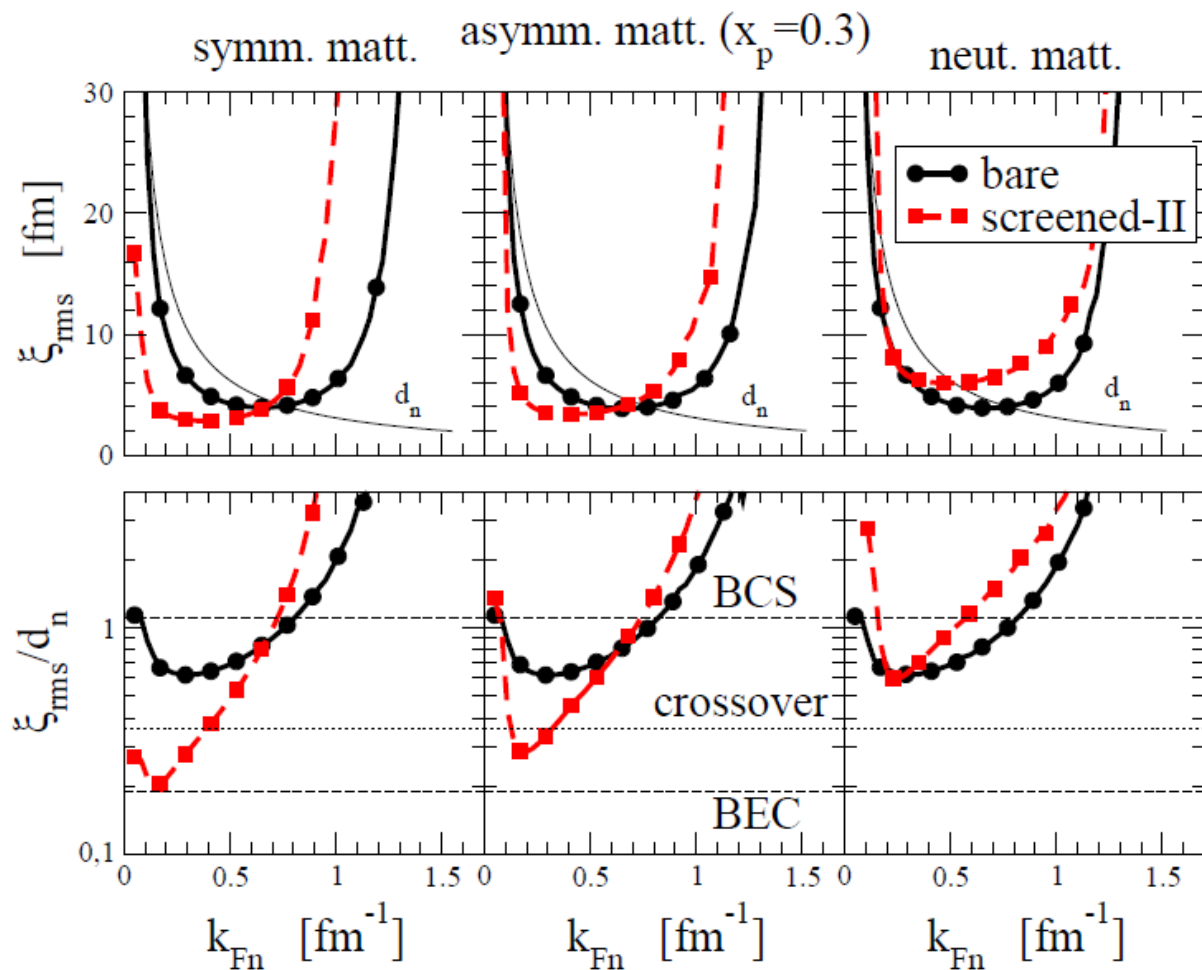 symm. matt.
asymm. matt. (x_p=0.3)
neut. matt.
30
20
10
0
ξ_rms [fm]
d_n
d_n
d_n
bare
screened-II
1
0,1
ξ_rms/d_n
BCS
crossover
BEC
0 0.5 1 1.5
0 0.5 1 1.5
0 0.5 1 1.5
k_Fn [fm^-1]
k_Fn [fm^-1]
k_Fn [fm^-1]